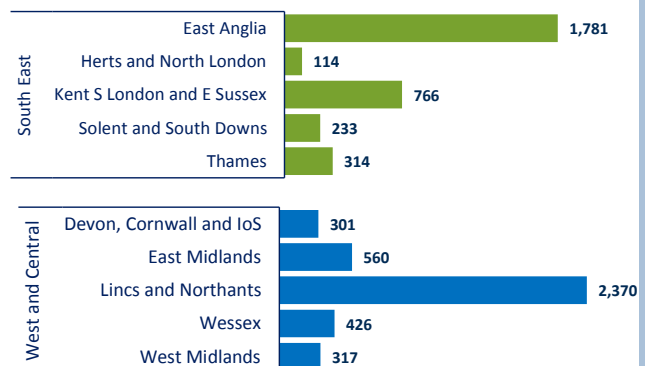 South East
East Anglia 1,781
Herts and North London 114
Kent S London and E Sussex 766
Solent and South Downs 233
Thames 314
West and Central
Devon, Cornwall and IoS 301
East Midlands 560
Lincs and Northants 2,370
Wessex 426
West Midlands 317